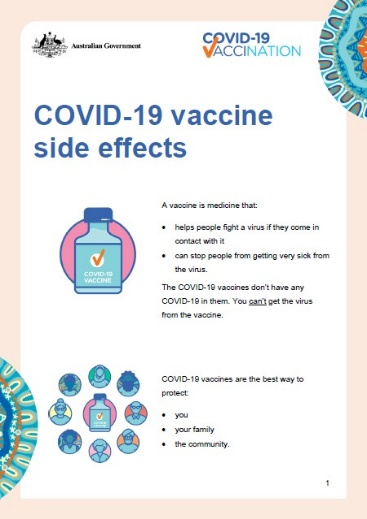 Australian Government
COVID-19
VACCINATION
COVID-19 vaccine
side effects
A vaccine is medicine that:
• helps people fight a virus if they come in
contact with it
• can stop people from getting very sick from
the virus.
The COVID-19 vaccines don't have any
COVID-19 in them. You can't get the virus
from the vaccine.
COVID-19
VACCINE
COVID-19 vaccines are the best way to
protect:
• you
• your family
• the community.
1